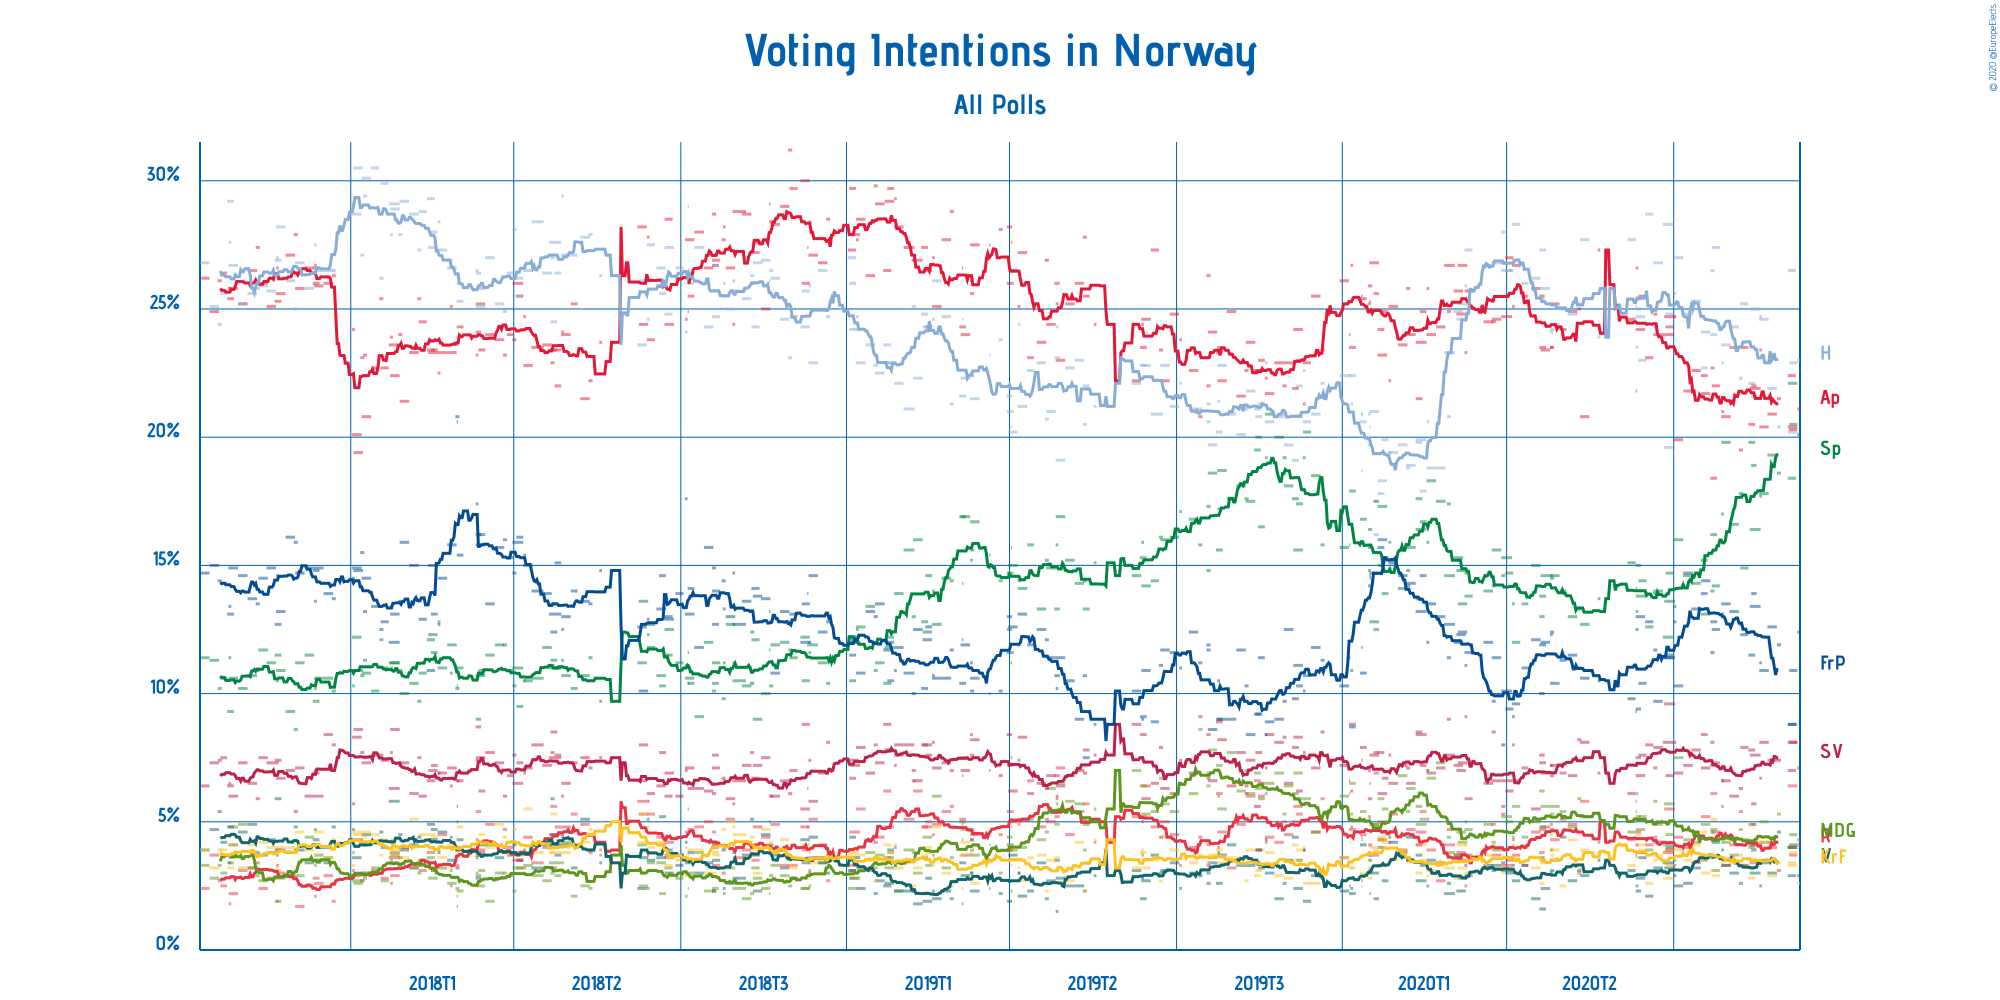 © 2020 @EuropeElects
Voting Intentions in Norway
All Polls
30%
25%
20%
15%
10%
5%
0%
H
Ap
Sp
FrP
SV
MDG
R
V
KrF
2018T1
2018T2
2018T3
2019T1
2019T2
2019T3
2020T1
2020T2